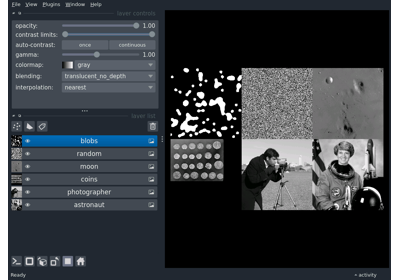 File View Plugins Window Help
layer controls
opacity: 1.00
contrast limits:
auto-contrast: once continuous
gamma: 1.00
colormap: gray
blending: translucent_no_depth
interpolation: nearest
layer list
blobs
random
moon
coins
photographer
astronaut
Ready activity